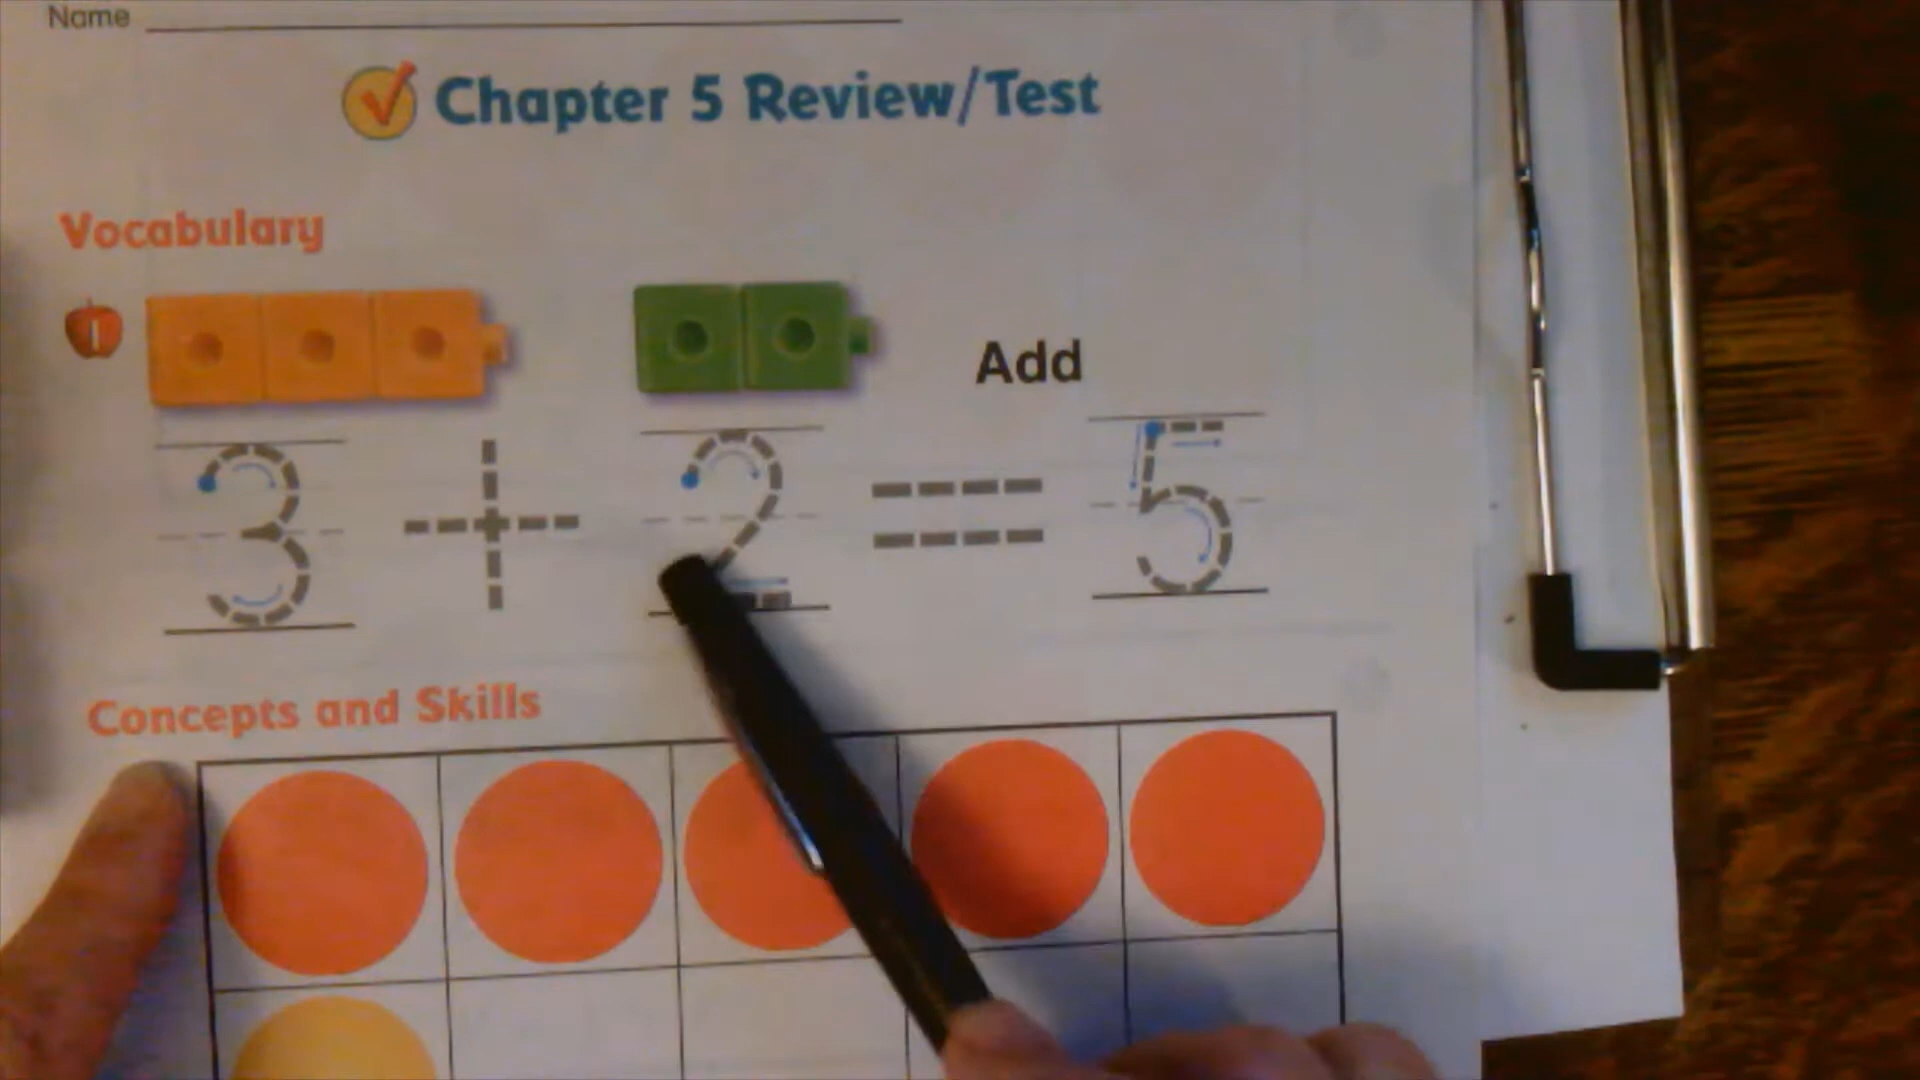 Name
Chapter 5 Review/Test
Vocabulary
1
Add
3 + 2 = 5
Concepts and Skills